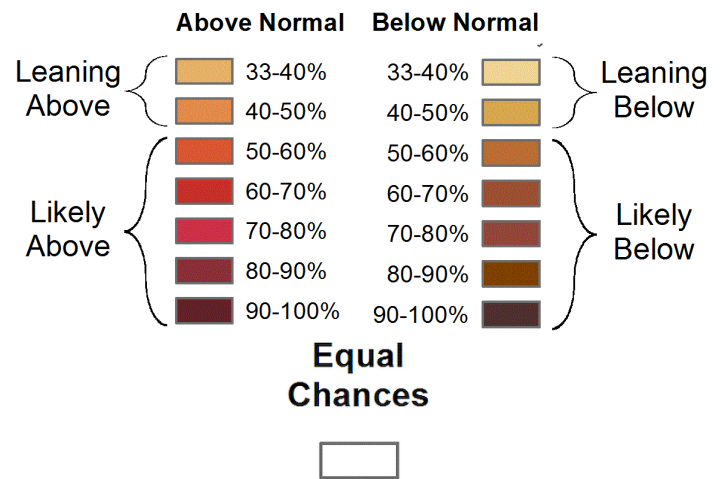 Above Normal Below Normal
Leaning Above
33-40%
40-50%
Likely Above
50-60%
60-70%
70-80%
80-90%
90-100%
33-40%
40-50%
Leaning Below
50-60%
60-70%
70-80%
80-90%
90-100%
Likely Below
Equal
Chances